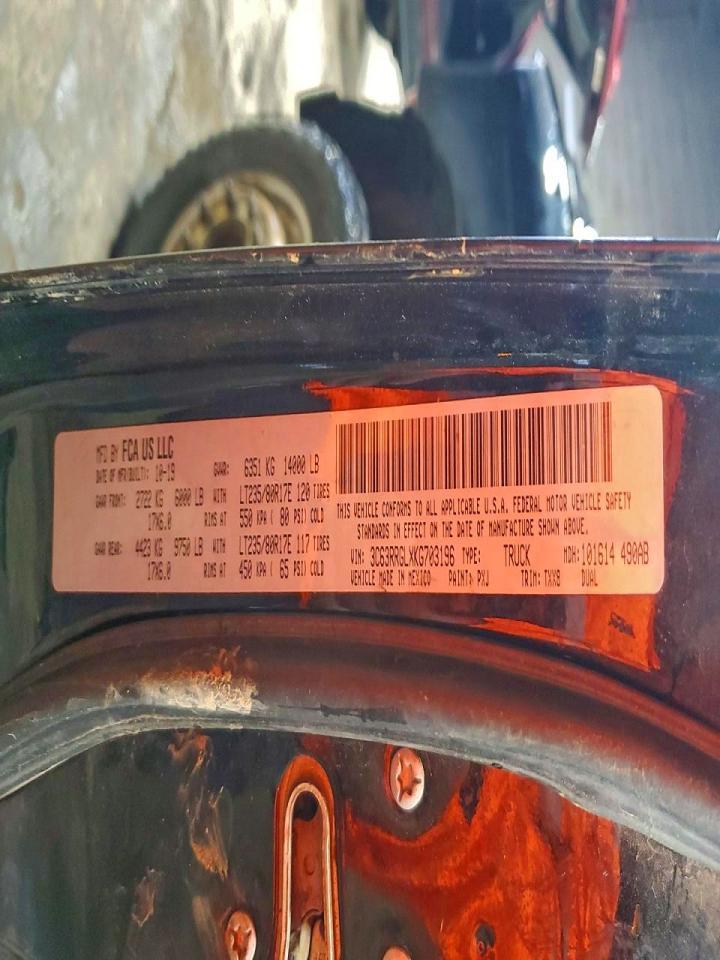 MFD BY FCA US LLC
DATE OF MFR(BUILT): 10-19 GVWR: 6351 KG 14000 LB
GAWR FRONT: 2722 KG 6000 LB WITH LT235/80R17E 120 TIRES
17X6.0 RIMS AT 550 KPA ( 80 PSI) COLD
GAWR REAR: 4423 KG 9750 LB WITH LT235/80R17E 117 TIRES
17X6.0 RIMS AT 450 KPA ( 65 PSI) COLD
THIS VEHICLE CONFORMS TO ALL APPLICABLE U.S.A. FEDERAL MOTOR VEHICLE SAFETY
STANDARDS IN EFFECT ON THE DATE OF MANUFACTURE SHOWN ABOVE.
VIN: TYPE: TRUCK MDH: 101614 490AB
VEHICLE MADE IN MEXICO PAINT: PXJ TRIM: TXX8 DUAL